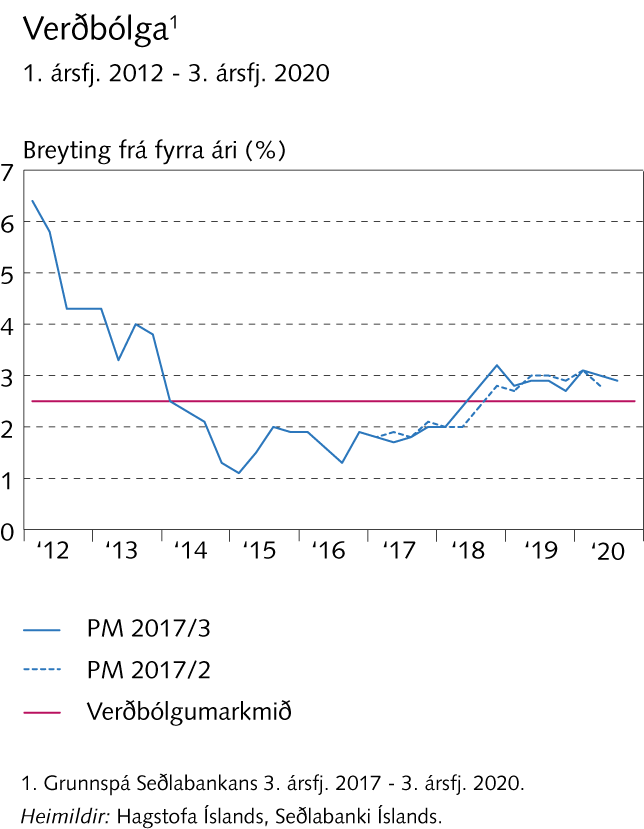 Verðbólga¹
1. ársfj. 2012 - 3. ársfj. 2020
Breyting frá fyrra ári (%)
7
6
5
4
3
2
1
0
‘12 ‘13 ‘14 ‘15 ‘16 ‘17 ‘18 ‘19 ‘20
PM 2017/3
PM 2017/2
Verðbólgumarkmið
1. Grunnspá Seðlabankans 3. ársfj. 2017 - 3. ársfj. 2020.
Heimildir: Hagstofa Íslands, Seðlabanki Íslands.